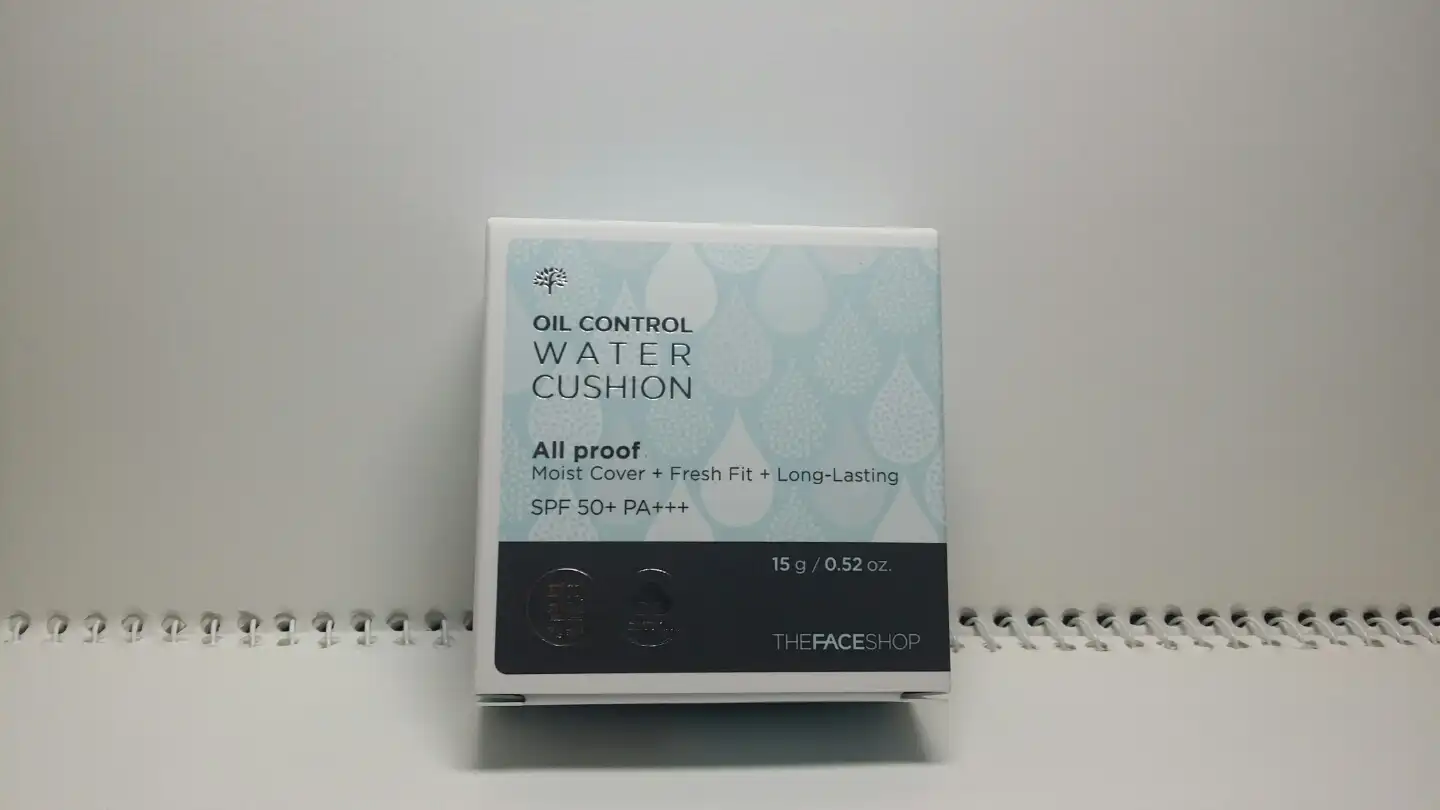 OIL CONTROL
WATER
CUSHION
All proof
Moist Cover + Fresh Fit + Long-Lasting
SPF 50+ PA+++
15 g / 0.52 oz.
THEFACESHOP